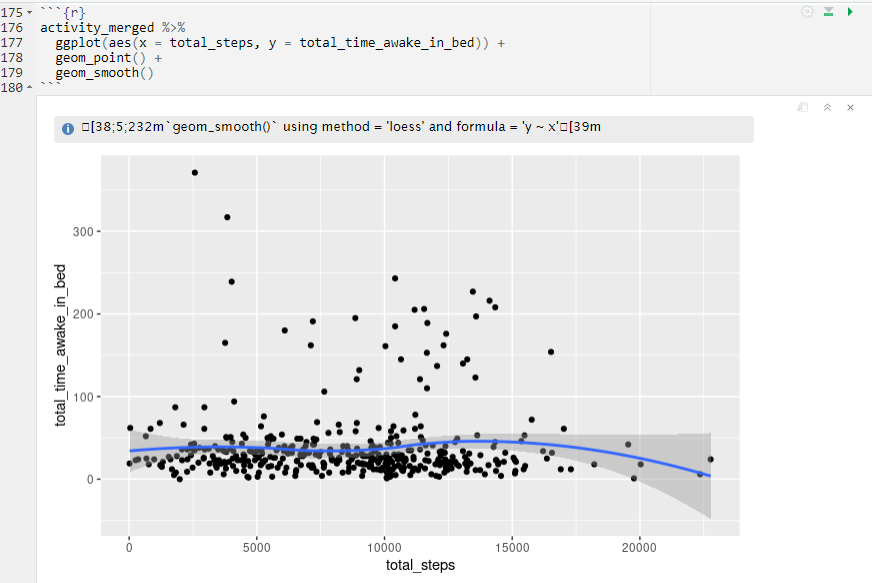 175 ```{r}
176 activity_merged %>%
177   ggplot(aes(x = total_steps, y = total_time_awake_in_bed)) +
178   geom_point() +
179   geom_smooth()
180 ```
□[38;5;232m`geom_smooth()` using method = 'loess' and formula = 'y ~ x'□[39m
300
200
100
0
total_time_awake_in_bed
0 5000 10000 15000 20000
total_steps